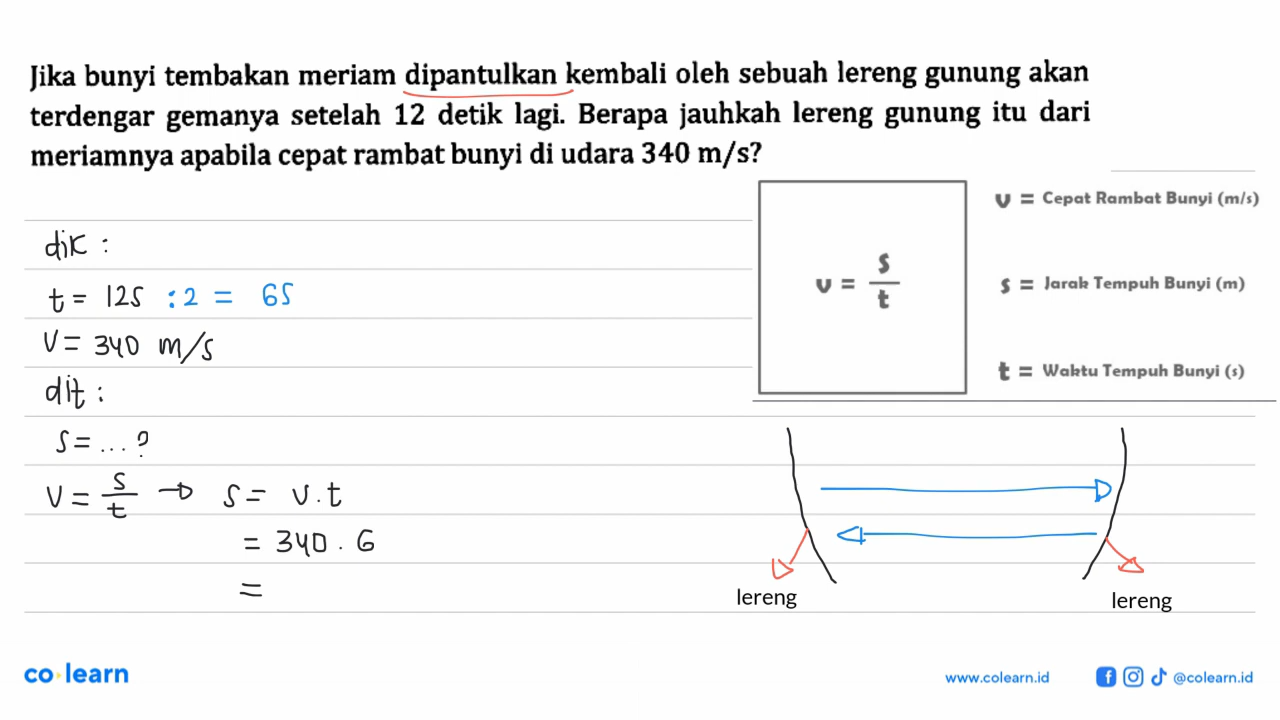 Jika bunyi tembakan meriam dipantulkan kembali oleh sebuah lereng gunung akan
terdengar gemanya setelah 12 detik lagi. Berapa jauhkah lereng gunung itu dari
meriamnya apabila cepat rambat bunyi di udara 340 m/s?
v = s/t
v = Cepat Rambat Bunyi (m/s)
s = Jarak Tempuh Bunyi (m)
t = Waktu Tempuh Bunyi (s)
dik :
t = 12s : 2 = 6s
V = 340 m/s
dit :
s = ... ?
V = s/t → s = v . t
= 340 . 6
=
lereng
lereng
co learn
www.colearn.id
@colearn.id